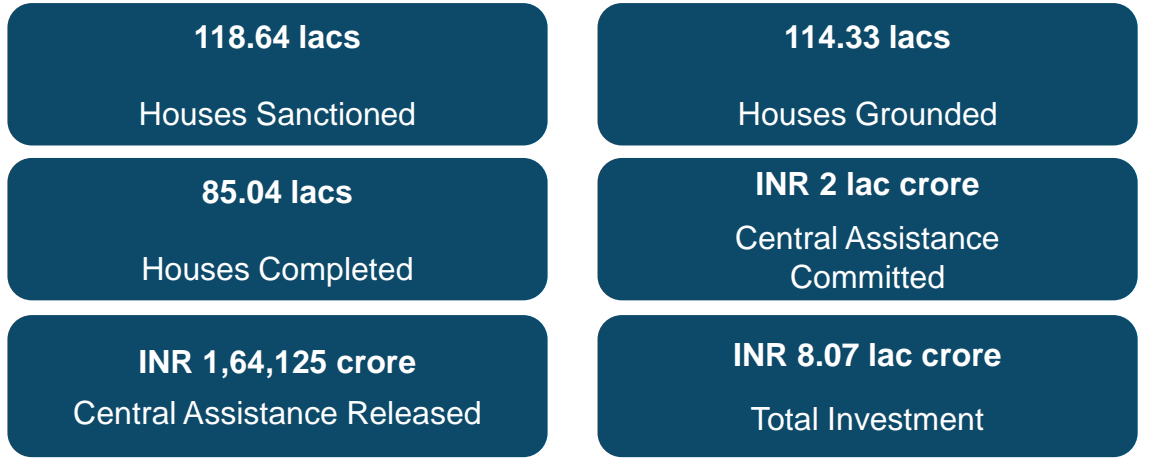 118.64 lacs
Houses Sanctioned
114.33 lacs
Houses Grounded
85.04 lacs
Houses Completed
INR 2 lac crore
Central Assistance
Committed
INR 1,64,125 crore
Central Assistance Released
INR 8.07 lac crore
Total Investment